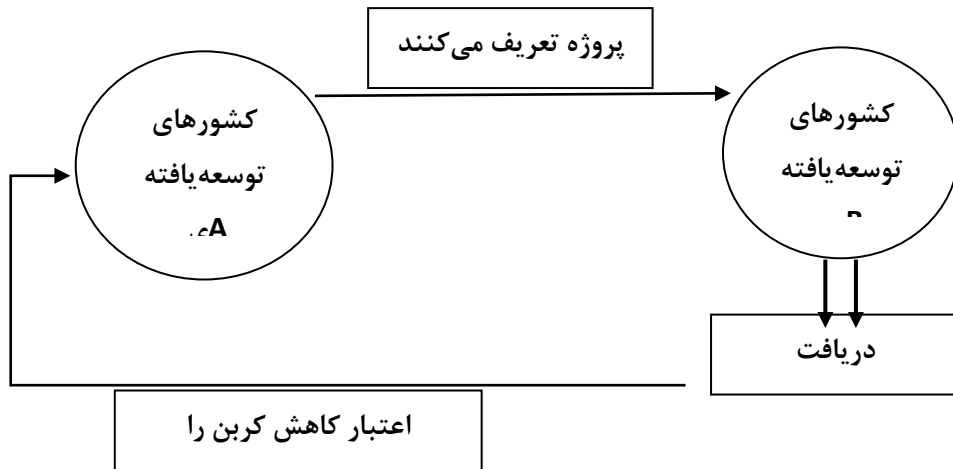 پروژه تعریف می‌کنند
کشورهای
توسعه‌یافته
کشورهای
توسعه‌یافته
A
دریافت
اعتبار کاهش کربن را